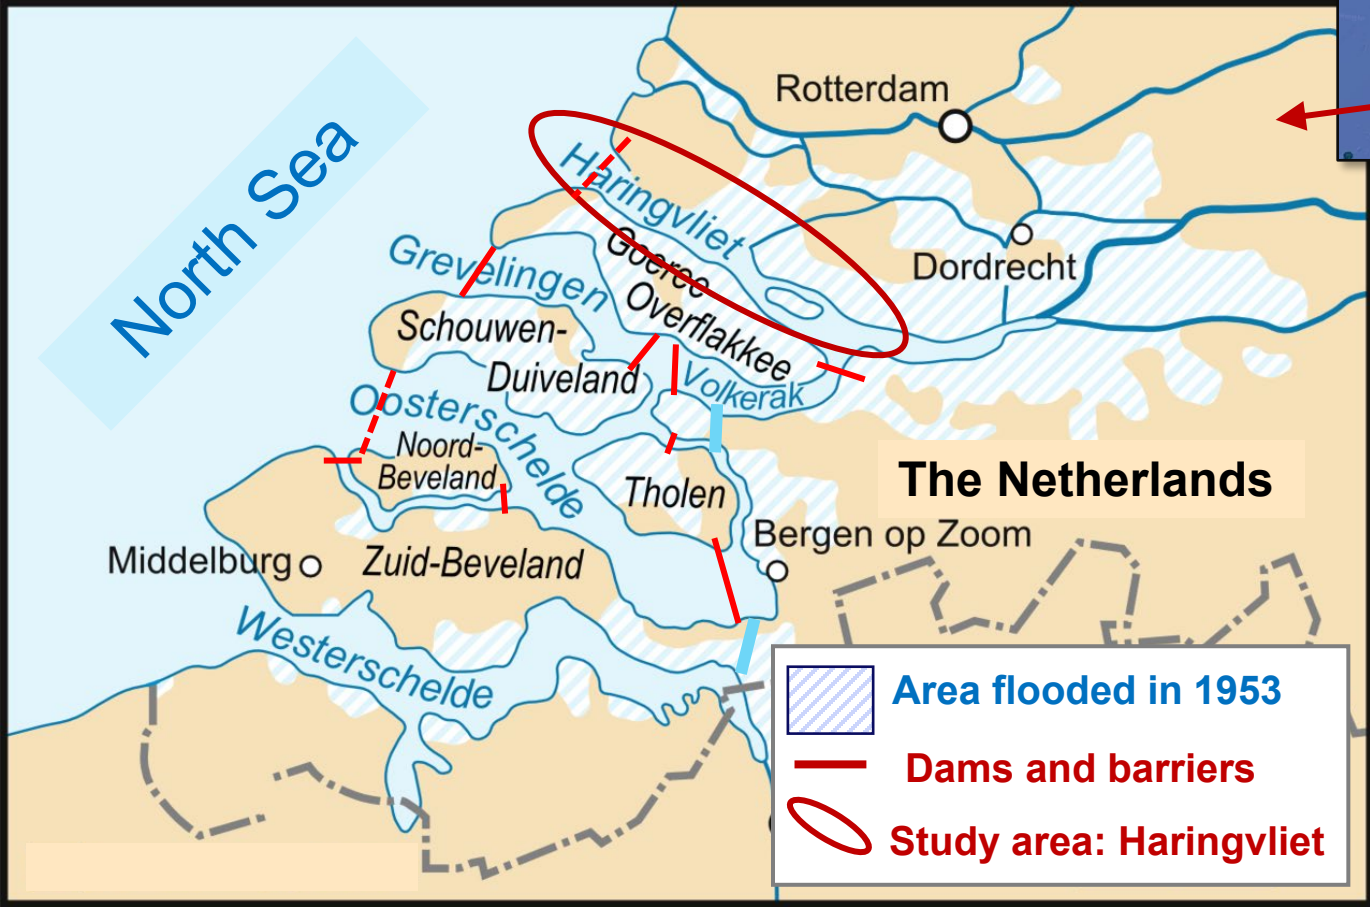 Rotterdam
North Sea
Haringvliet
Goeree
Overflakkee
Dordrecht
Grevelingen
Schouwen-
Duiveland
Volkerak
Oosterschelde
Noord-
Beveland
Tholen
The Netherlands
Bergen op Zoom
Middelburg
Zuid-Beveland
Westerschelde
Area flooded in 1953
Dams and barriers
Study area: Haringvliet